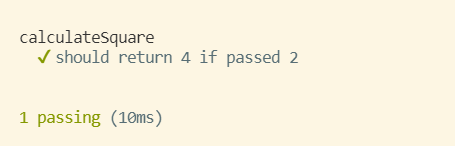 calculateSquare
✓ should return 4 if passed 2
1 passing (10ms)